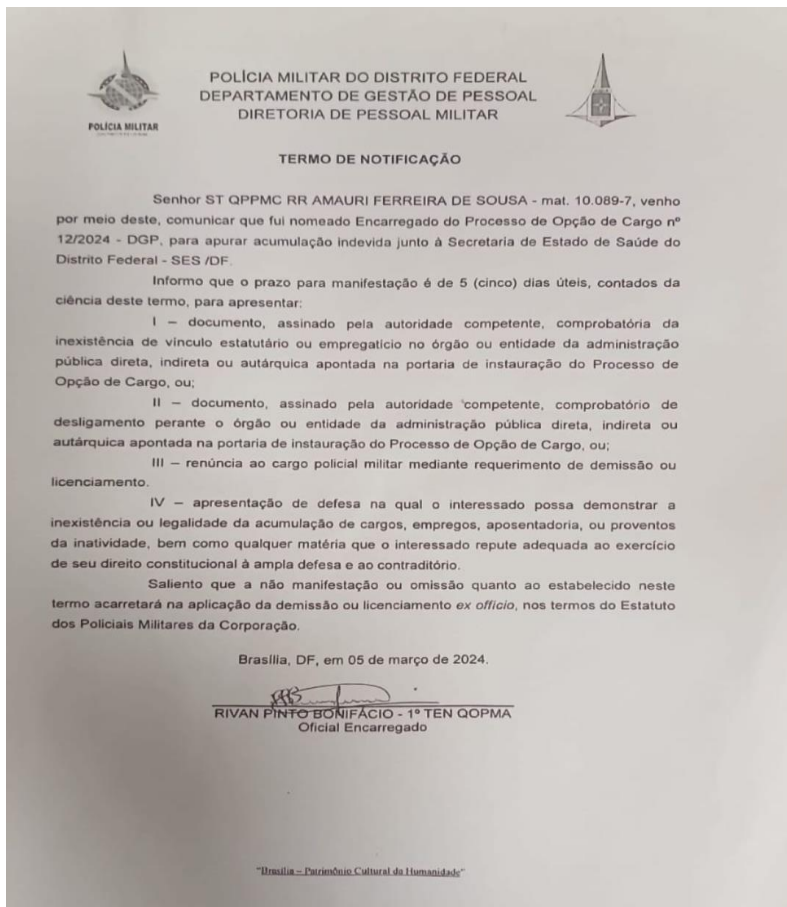 POLÍCIA MILITAR DO DISTRITO FEDERAL
DEPARTAMENTO DE GESTÃO DE PESSOAL
DIRETORIA DE PESSOAL MILITAR
POLÍCIA MILITAR
TERMO DE NOTIFICAÇÃO
Senhor ST QPPMC RR AMAURI FERREIRA DE SOUSA - mat. 10.089-7, venho
por meio deste, comunicar que fui nomeado Encarregado do Processo de Opção de Cargo nº
12/2024 - DGP, para apurar acumulação indevida junto à Secretaria de Estado de Saúde do
Distrito Federal - SES /DF.
Informo que o prazo para manifestação é de 5 (cinco) dias úteis, contados da
ciência deste termo, para apresentar:
I – documento, assinado pela autoridade competente, comprobatória da
inexistência de vínculo estatutário ou empregatício no órgão ou entidade da administração
pública direta, indireta ou autárquica apontada na portaria de instauração do Processo de
Opção de Cargo, ou;
II – documento, assinado pela autoridade competente, comprobatório de
desligamento perante o órgão ou entidade da administração pública direta, indireta ou
autárquica apontada na portaria de instauração do Processo de Opção de Cargo, ou;
III – renúncia ao cargo policial militar mediante requerimento de demissão ou
licenciamento.
IV – apresentação de defesa na qual o interessado possa demonstrar a
inexistência ou legalidade da acumulação de cargos, empregos, aposentadoria, ou proventos
da inatividade, bem como qualquer matéria que o interessado repute adequada ao exercício
de seu direito constitucional à ampla defesa e ao contraditório.
Saliento que a não manifestação ou omissão quanto ao estabelecido neste
termo acarretará na aplicação da demissão ou licenciamento ex officio, nos termos do Estatuto
dos Policiais Militares da Corporação.
Brasília, DF, em 05 de março de 2024.
RIVAN PINTO BONIFÁCIO - 1º TEN QOPMA
Oficial Encarregado
"Brasília – Patrimônio Cultural da Humanidade"